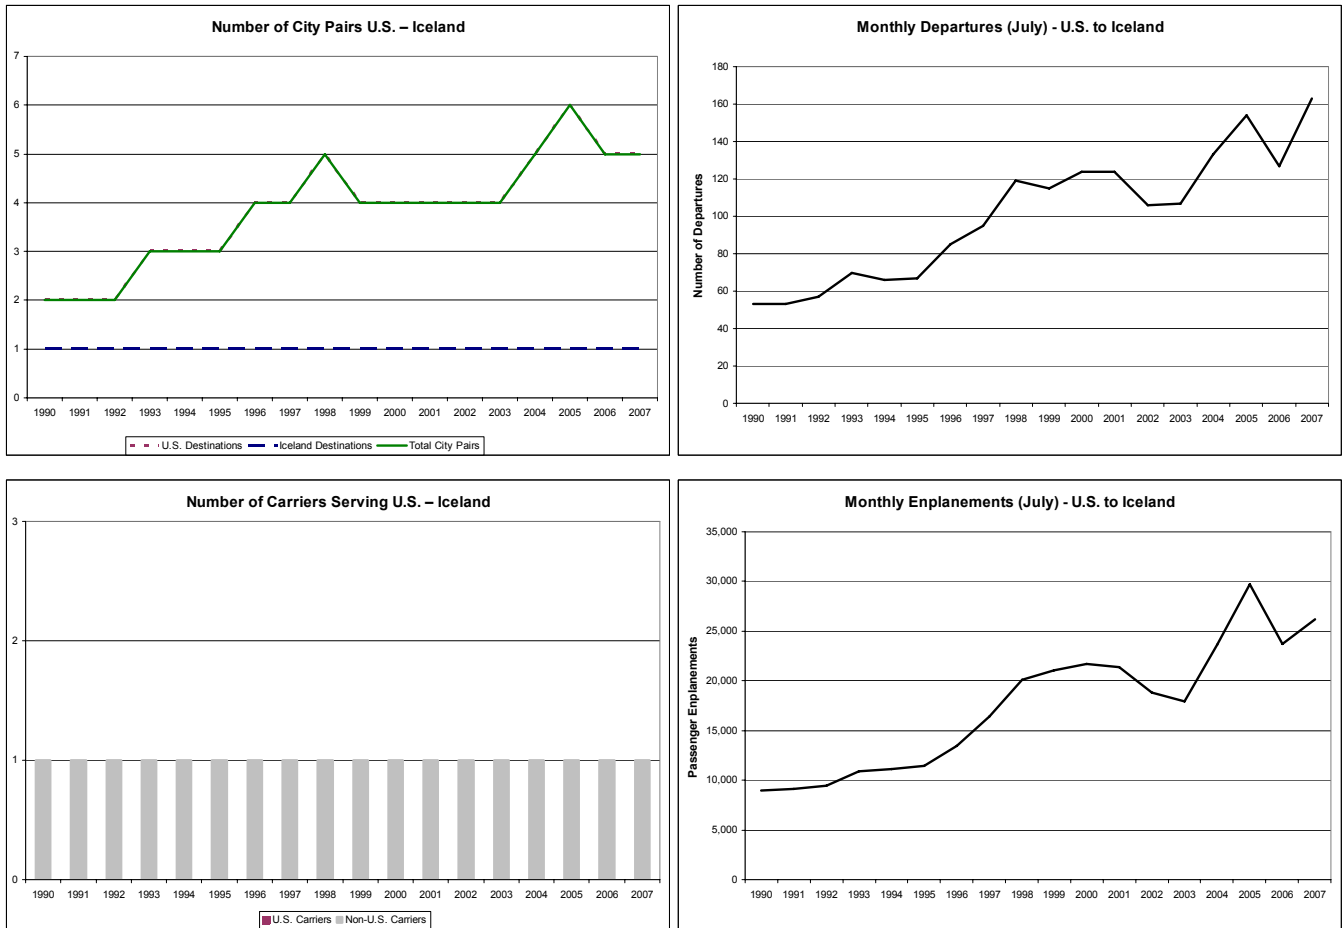 Number of City Pairs U.S. – Iceland
7
6
5
4
3
2
1
0
1990 1991 1992 1993 1994 1995 1996 1997 1998 1999 2000 2001 2002 2003 2004 2005 2006 2007
U.S. Destinations Iceland Destinations Total City Pairs
Monthly Departures (July) - U.S. to Iceland
Number of Departures
180
160
140
120
100
80
60
40
20
0
1990 1991 1992 1993 1994 1995 1996 1997 1998 1999 2000 2001 2002 2003 2004 2005 2006 2007
Number of Carriers Serving U.S. – Iceland
3
2
1
0
1990 1991 1992 1993 1994 1995 1996 1997 1998 1999 2000 2001 2002 2003 2004 2005 2006 2007
U.S. Carriers Non-U.S. Carriers
Monthly Enplanements (July) - U.S. to Iceland
Passenger Enplanements
35,000
30,000
25,000
20,000
15,000
10,000
5,000
0
1990 1991 1992 1993 1994 1995 1996 1997 1998 1999 2000 2001 2002 2003 2004 2005 2006 2007